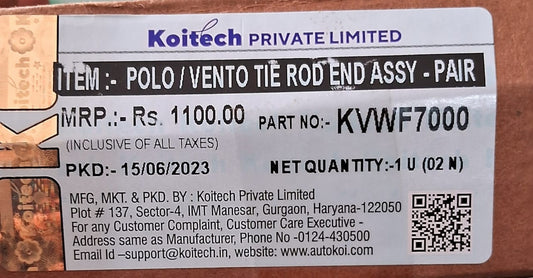 Koitech PRIVATE LIMITED
ITEM :- POLO / VENTO TIE ROD END ASSY - PAIR
MRP.:- Rs. 1100.00
PART NO:- KVWF7000
(INCLUSIVE OF ALL TAXES)
PKD:- 15/06/2023
NET QUANTITY:-1 U (02 N)
MFG, MKT. & PKD. BY : Koitech Private Limited
Plot # 137, Sector-4, IMT Manesar, Gurgaon, Haryana-122050
For any Customer Complaint, Customer Care Executive -
Address same as Manufacturer, Phone No -0124-430500
Email Id –support@koitech.in, website: www.autokoi.com
Koitech